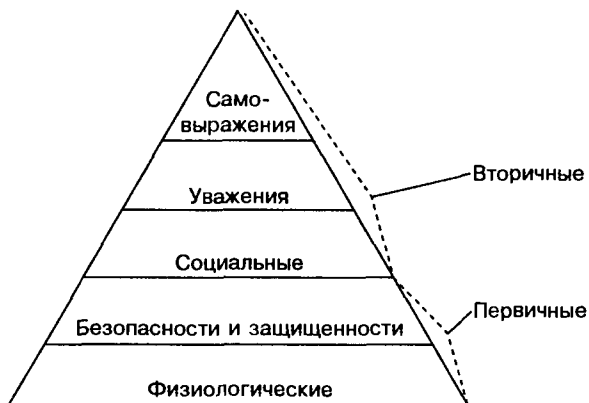 Само-
выражения
Вторичные
Уважения
Социальные
Первичные
Безопасности и защищенности
Физиологические